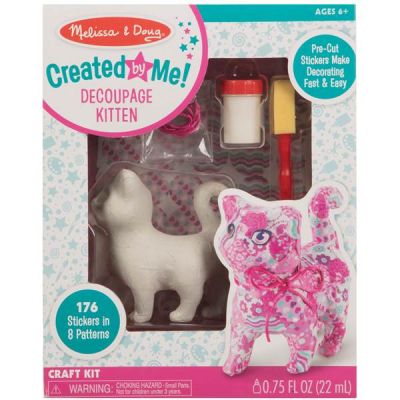 AGES 6+
Melissa & Doug
Created by Me!
DECOUPAGE
KITTEN
Pre-Cut
Stickers Make
Decorating
Fast & Easy
176
Stickers in
8 Patterns
CRAFT KIT
WARNING:
CHOKING HAZARD-Small Parts.
Not for children under 3 years.
0.75 FL OZ (22 mL)